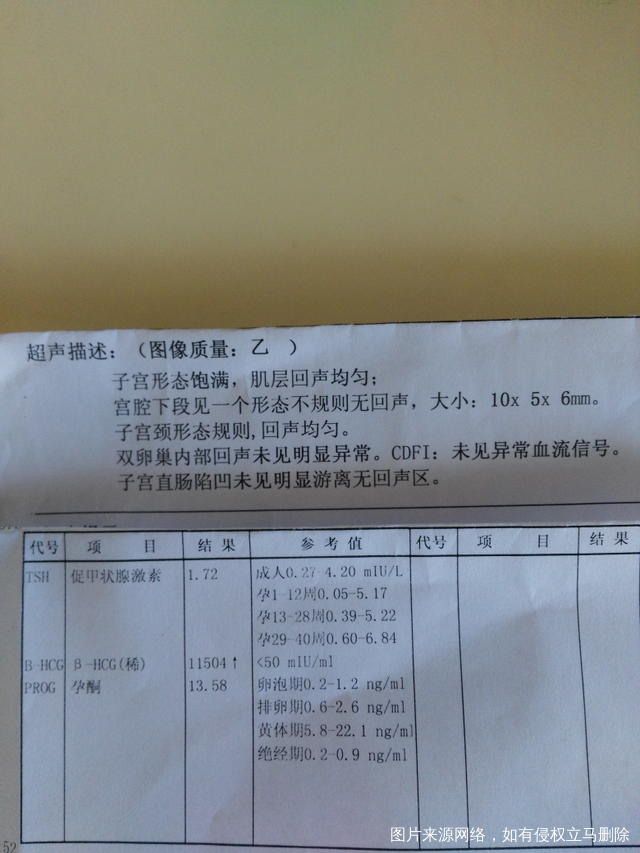 超声描述：（图像质量：乙 ）
子宫形态饱满，肌层回声均匀；
宫腔下段见一个形态不规则无回声，大小：10x 5x 6mm。
子宫颈形态规则，回声均匀。
双卵巢内部回声未见明显异常。CDFI：未见异常血流信号。
子宫直肠陷凹未见明显游离无回声区。
代号 项 目 结 果 参 考 值 代号 项 目 结 果
TSH 促甲状腺激素 1.72 成人0.27-4.20 mIU/L
孕1-12周0.05-5.17
孕13-28周0.39-5.22
孕29-40周0.60-6.84
B-HCG β-HCG(稀) 11504↑ <50 mIU/ml
PROG 孕酮 13.58 卵泡期0.2-1.2 ng/ml
排卵期0.6-2.6 ng/ml
黄体期5.8-22.1 ng/ml
绝经期0.2-0.9 ng/ml
52
图片来源网络，如有侵权立马删除